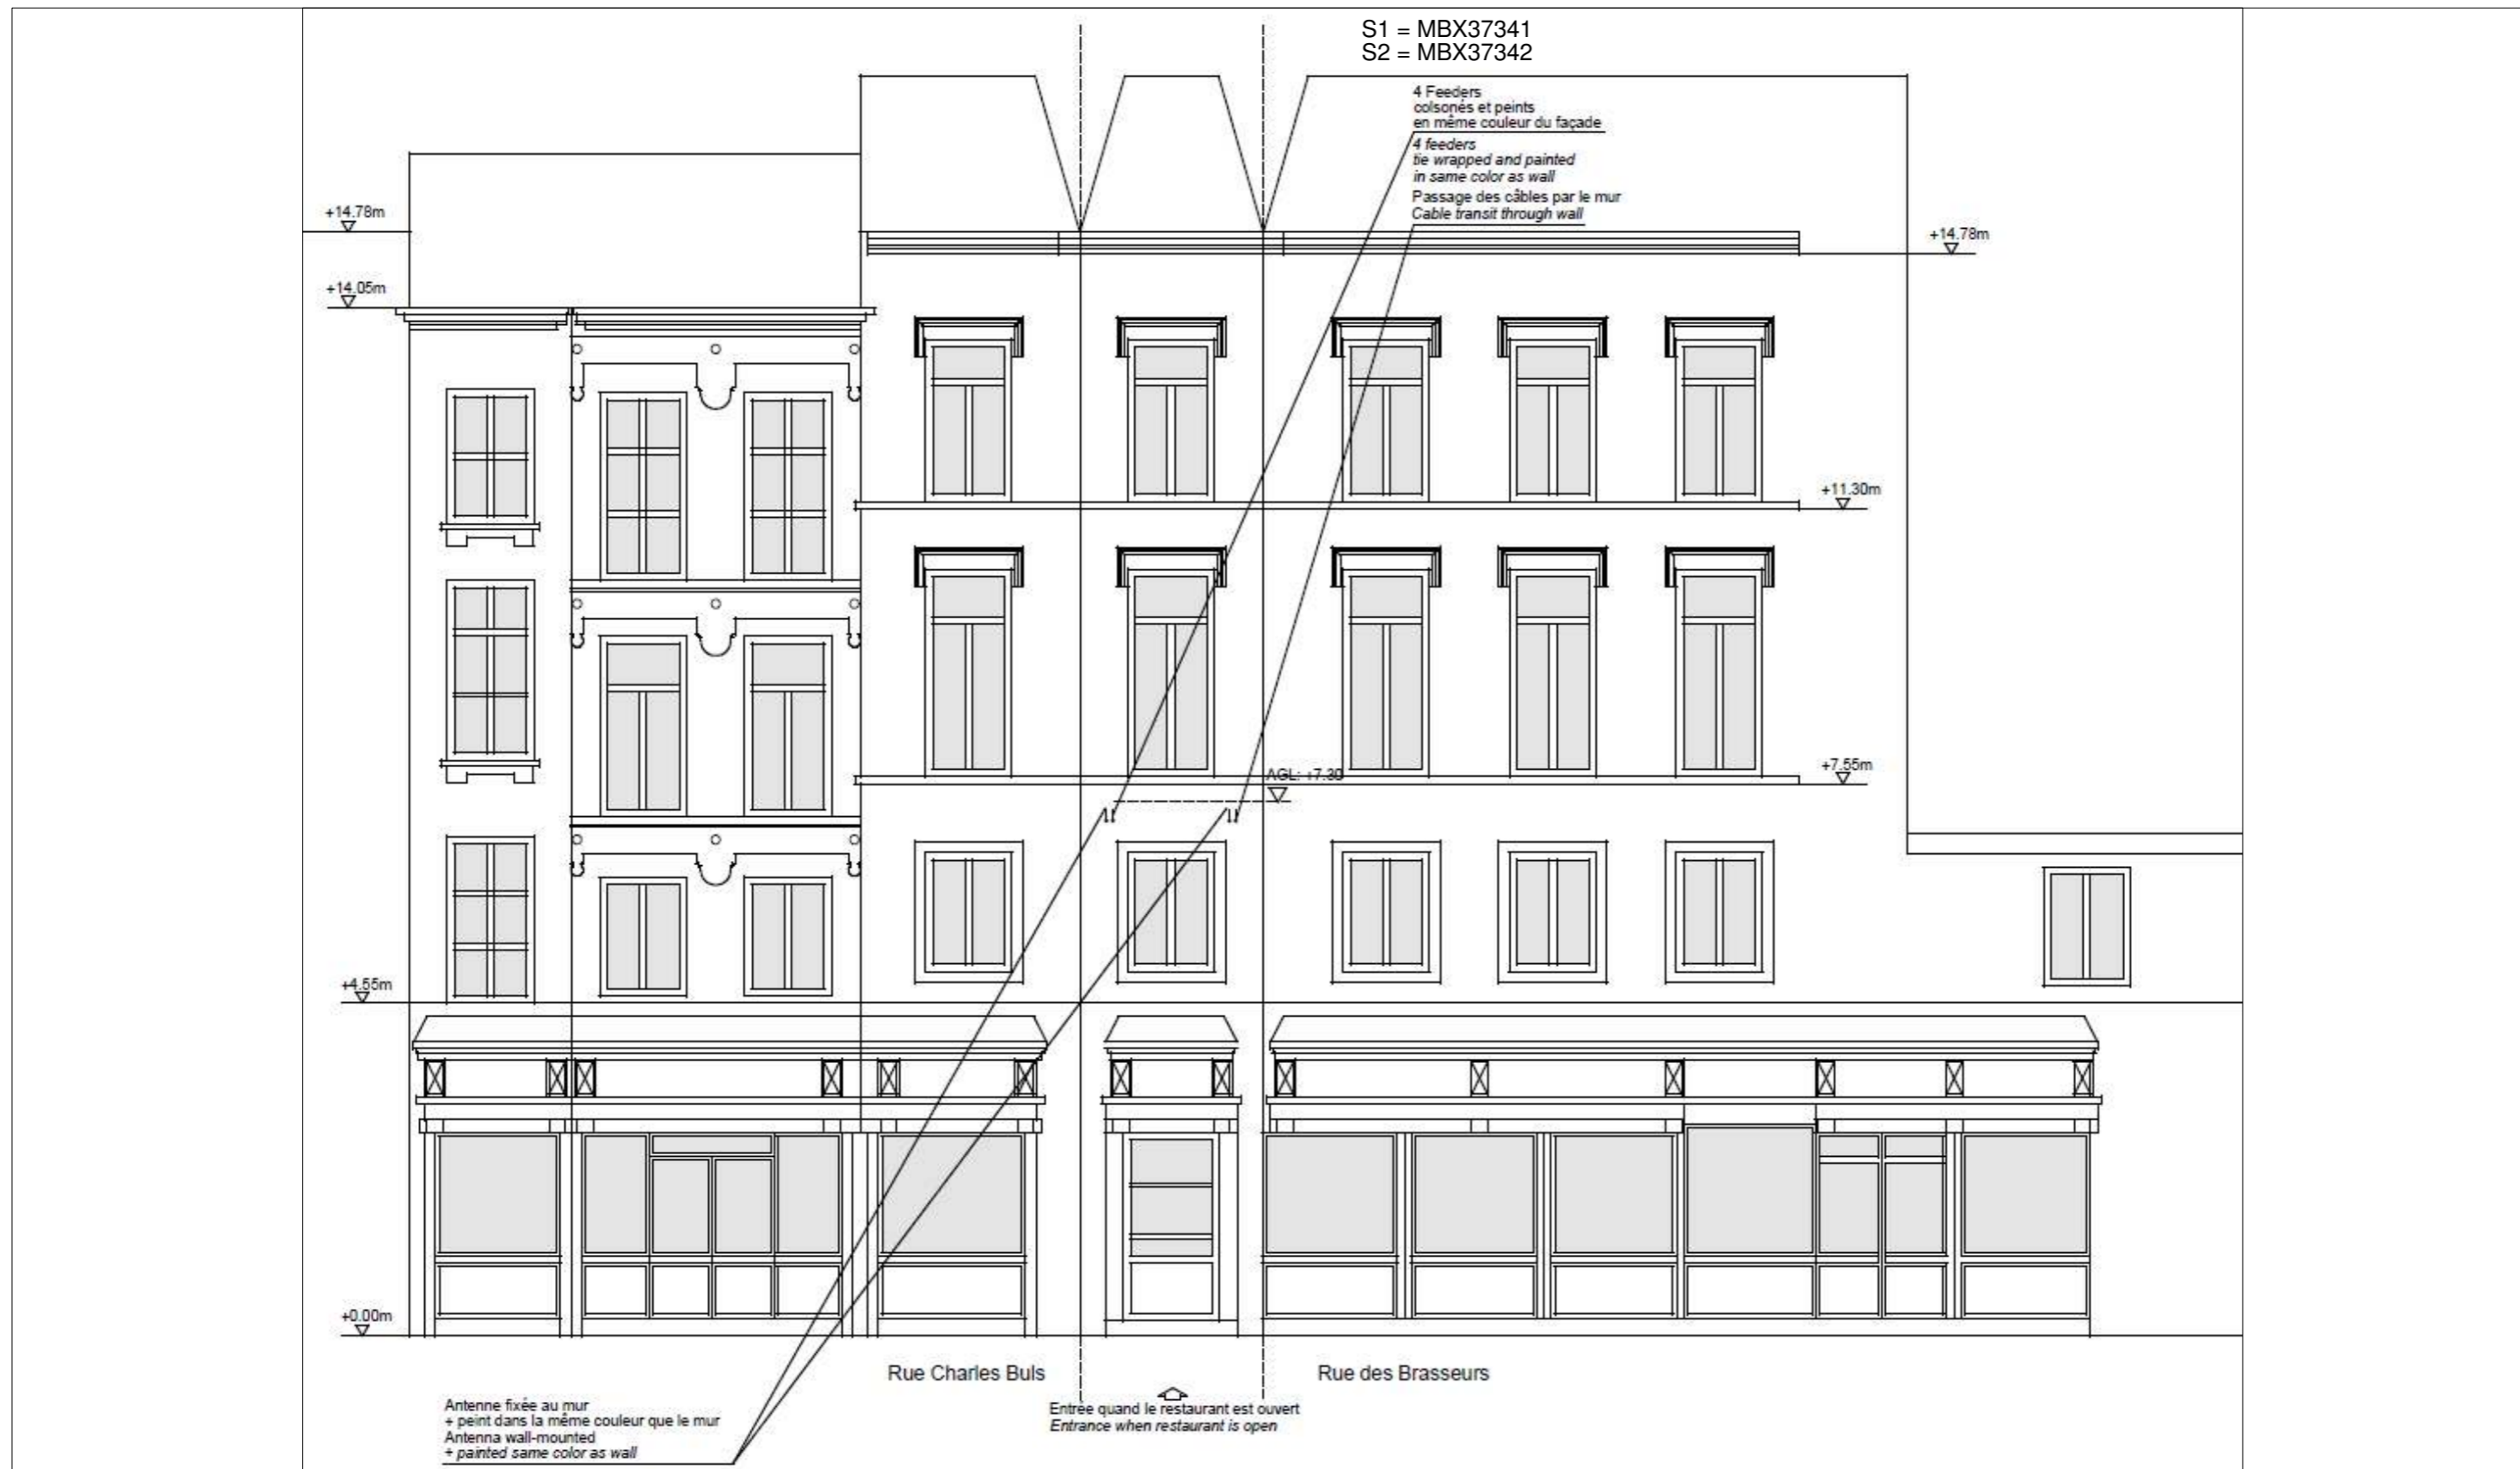 S1 = MBX37341
S2 = MBX37342
4 Feeders
colsonés et peints
en même couleur du façade
4 feeders
tie wrapped and painted
in same color as wall
Passage des câbles par le mur
Cable transit through wall
+14.78m
+14.78m
+14.05m
+11.30m
+7.55m
AGL: +7.30
+4.55m
+0.00m
Rue Charles Buls
Rue des Brasseurs
Antenne fixée au mur
+ peint dans la même couleur que le mur
Antenna wall-mounted
+ painted same color as wall
Entrée quand le restaurant est ouvert
Entrance when restaurant is open